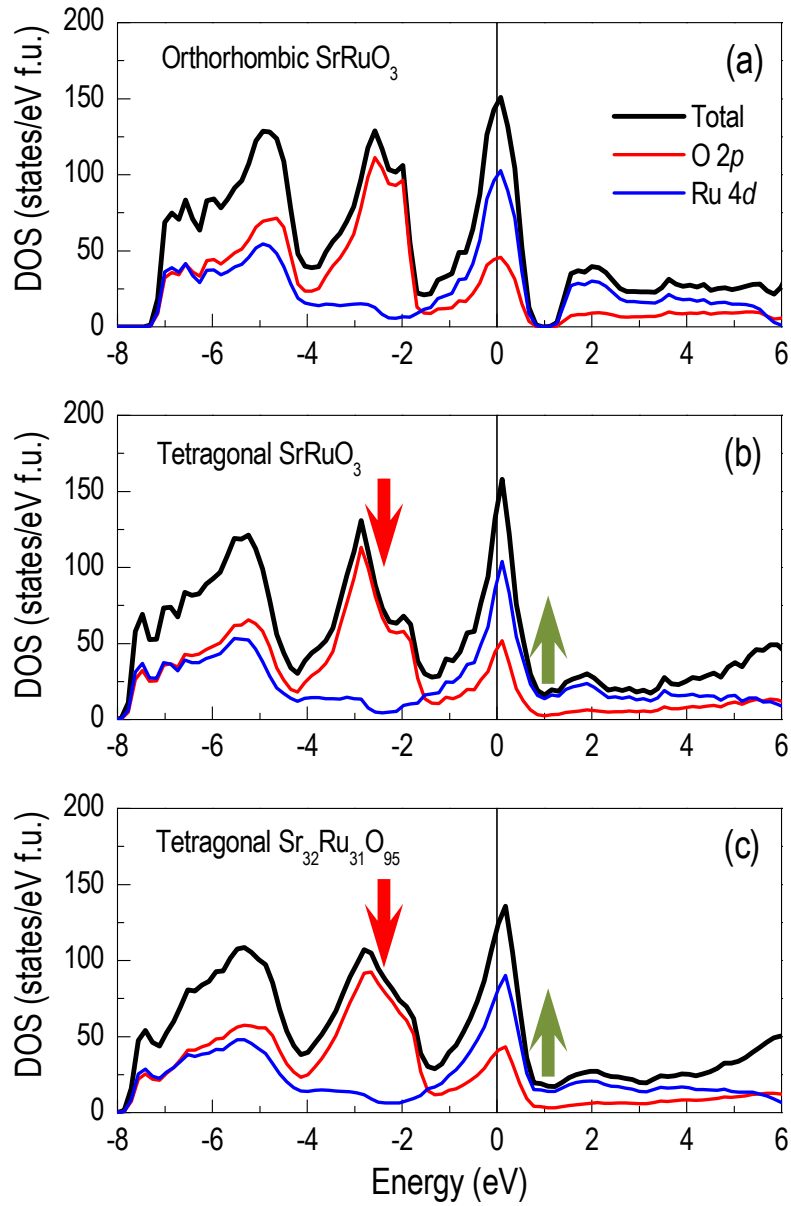 200
150
100
50
0
DOS (states/eV f.u.)
Orthorhombic SrRuO3
(a)
Total
O 2p
Ru 4d
-8 -6 -4 -2 0 2 4 6
200
150
100
50
0
DOS (states/eV f.u.)
Tetragonal SrRuO3
(b)
-8 -6 -4 -2 0 2 4 6
200
150
100
50
0
DOS (states/eV f.u.)
Tetragonal Sr32Ru31O95
(c)
-8 -6 -4 -2 0 2 4 6
Energy (eV)